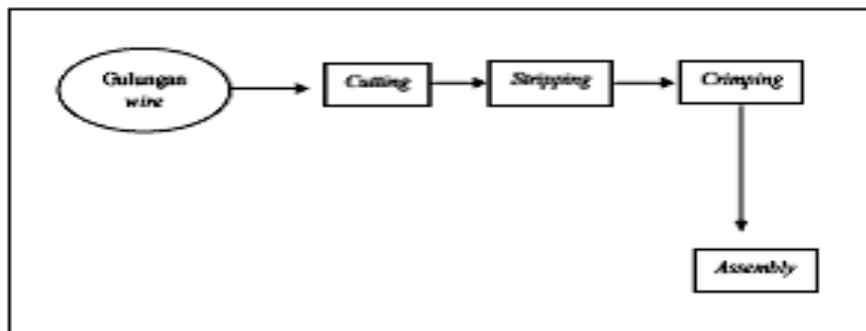 Gulungan
wire
Cutting
Stripping
Crimping
Assembly